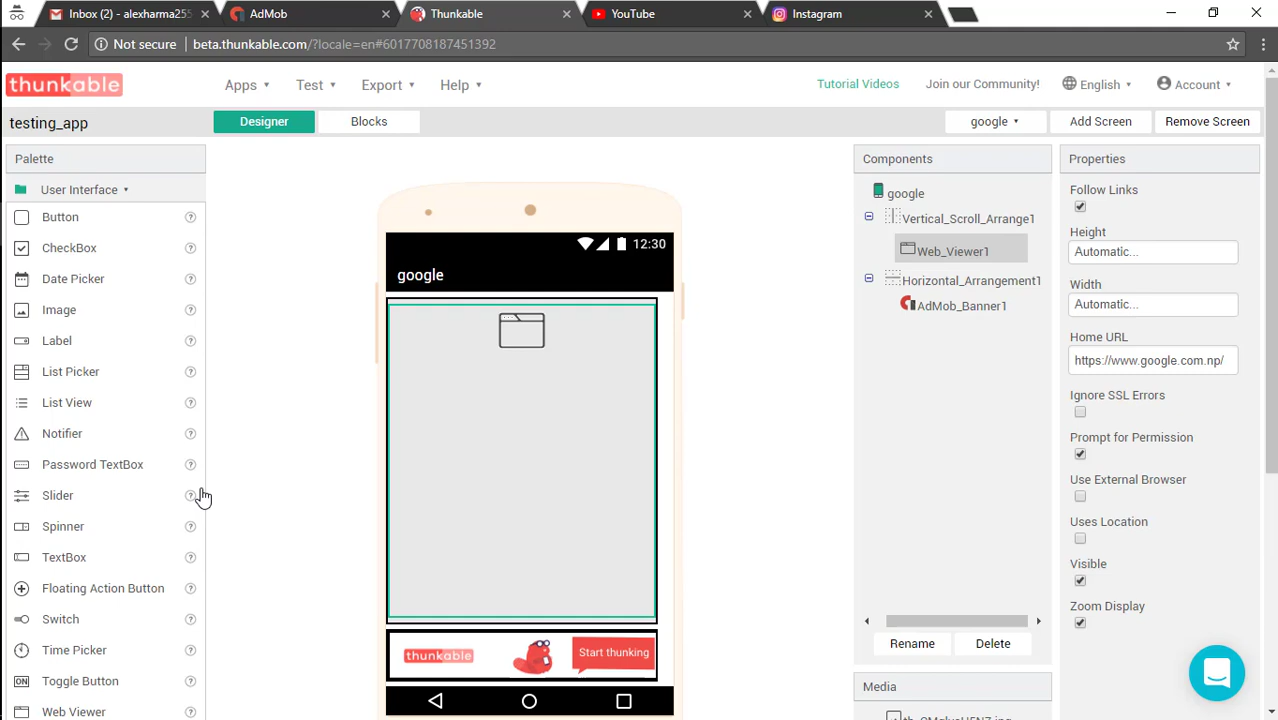 Inbox (2) - alexharma255
AdMob
Thunkable
YouTube
Instagram
Not secure
beta.thunkable.com/?locale=en#6017708187451392
thunkable
Apps
Test
Export
Help
Tutorial Videos
Join our Community!
English
Account
testing_app
Designer
Blocks
google
Add Screen
Remove Screen
Palette
User Interface
Button
CheckBox
Date Picker
Image
Label
List Picker
List View
Notifier
Password TextBox
Slider
Spinner
TextBox
Floating Action Button
Switch
Time Picker
ON
Toggle Button
Web Viewer
12:30
google
thunkable
Start thunking
Components
google
Vertical_Scroll_Arrange1
Web_Viewer1
Horizontal_Arrangement1
AdMob_Banner1
Rename
Delete
Media
Properties
Follow Links
Height
Automatic...
Width
Automatic...
Home URL
https://www.google.com.np/
Ignore SSL Errors
Prompt for Permission
Use External Browser
Uses Location
Visible
Zoom Display